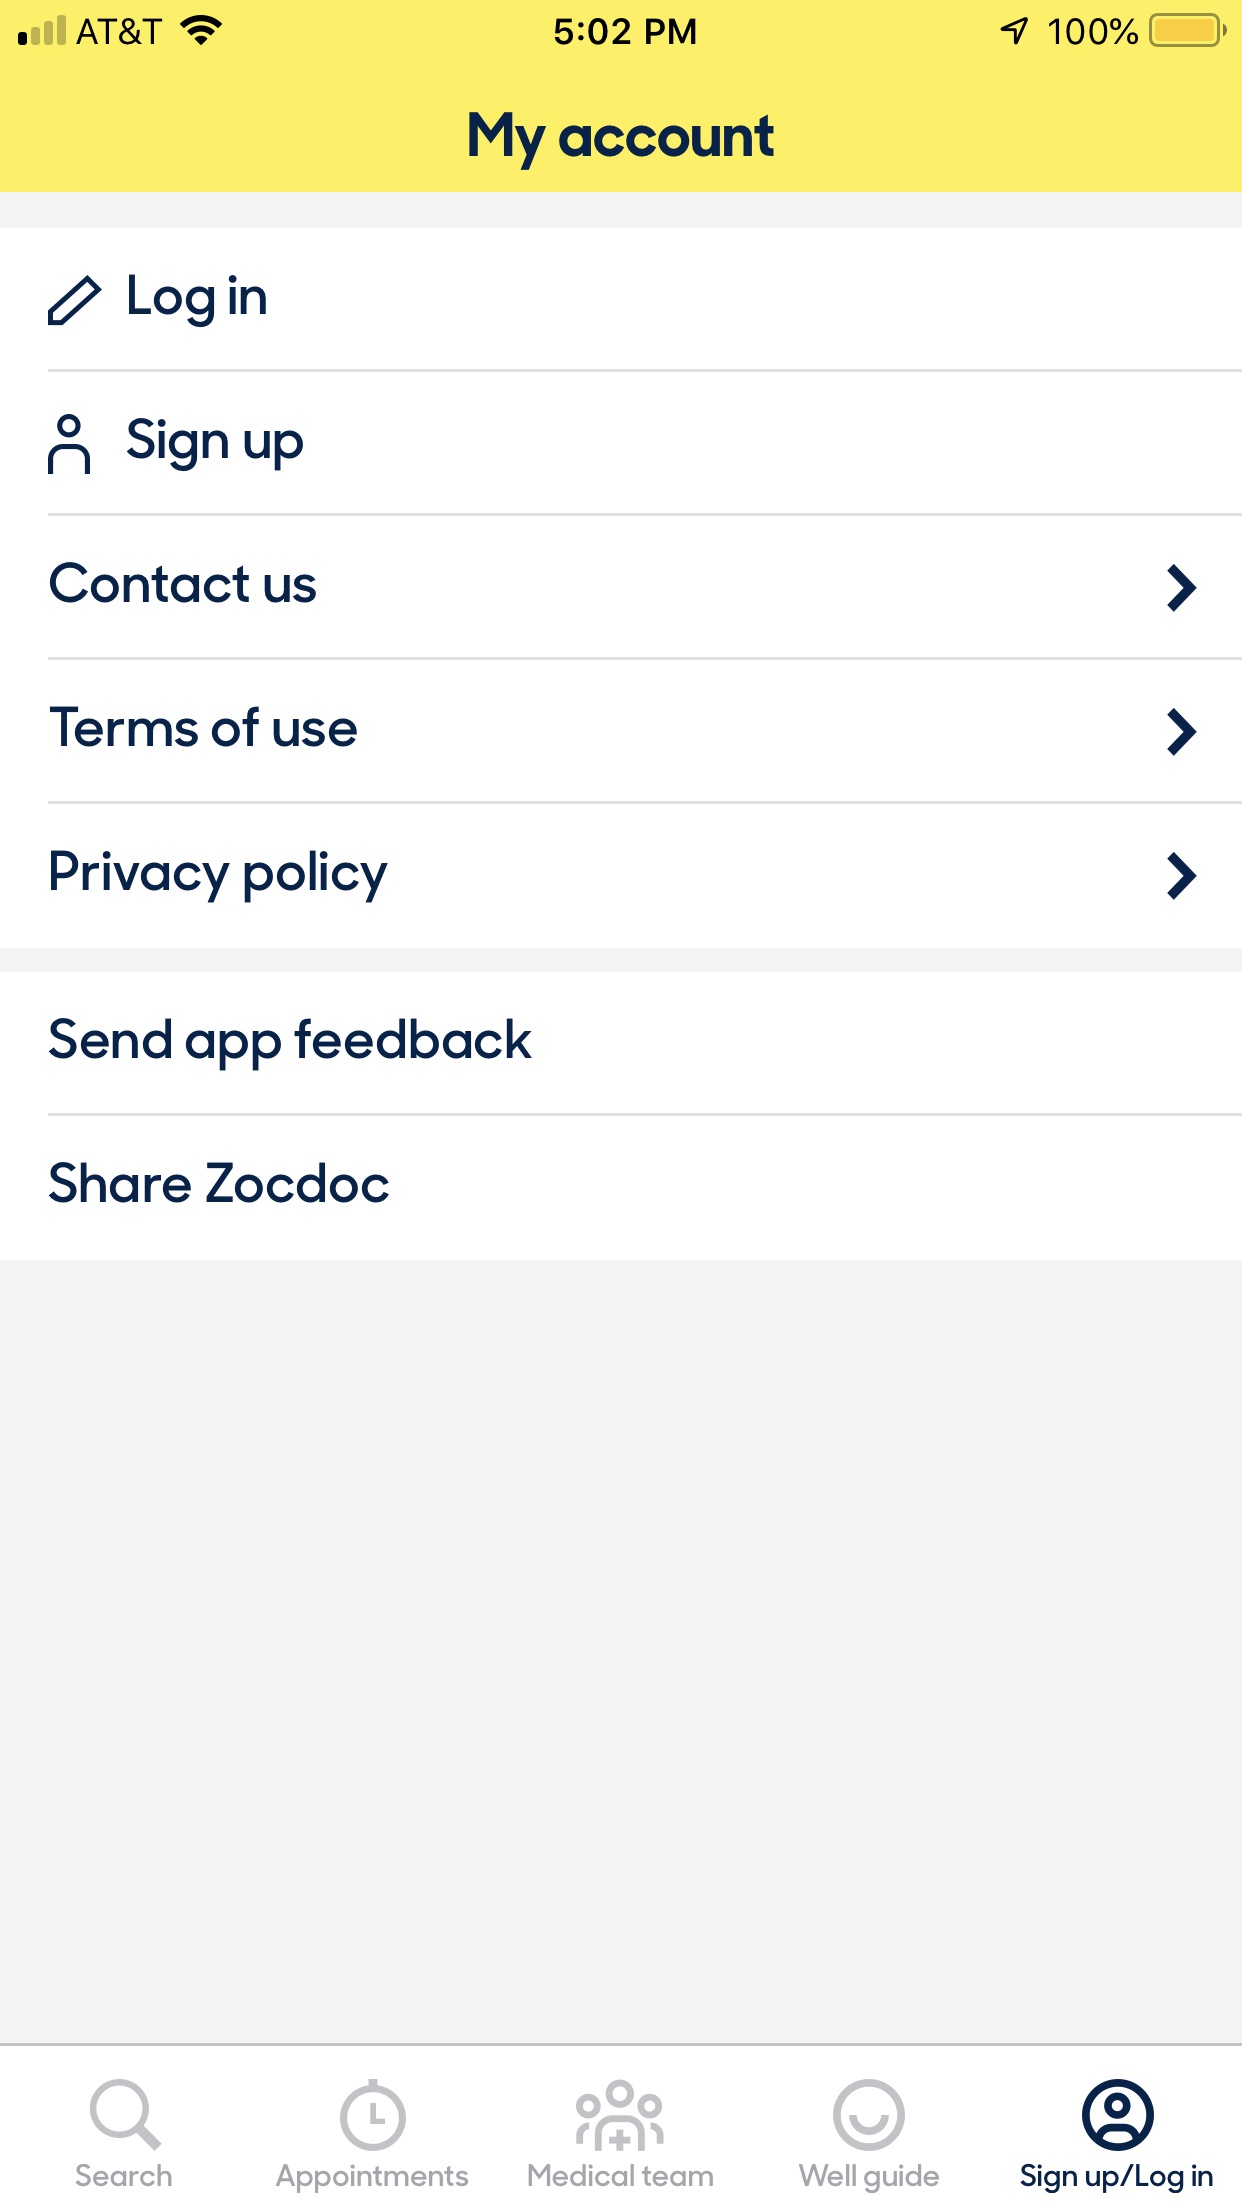 AT&T 5:02 PM 100%
My account
Log in
Sign up
Contact us
Terms of use
Privacy policy
Send app feedback
Share Zocdoc
Search Appointments Medical team Well guide Sign up/Log in